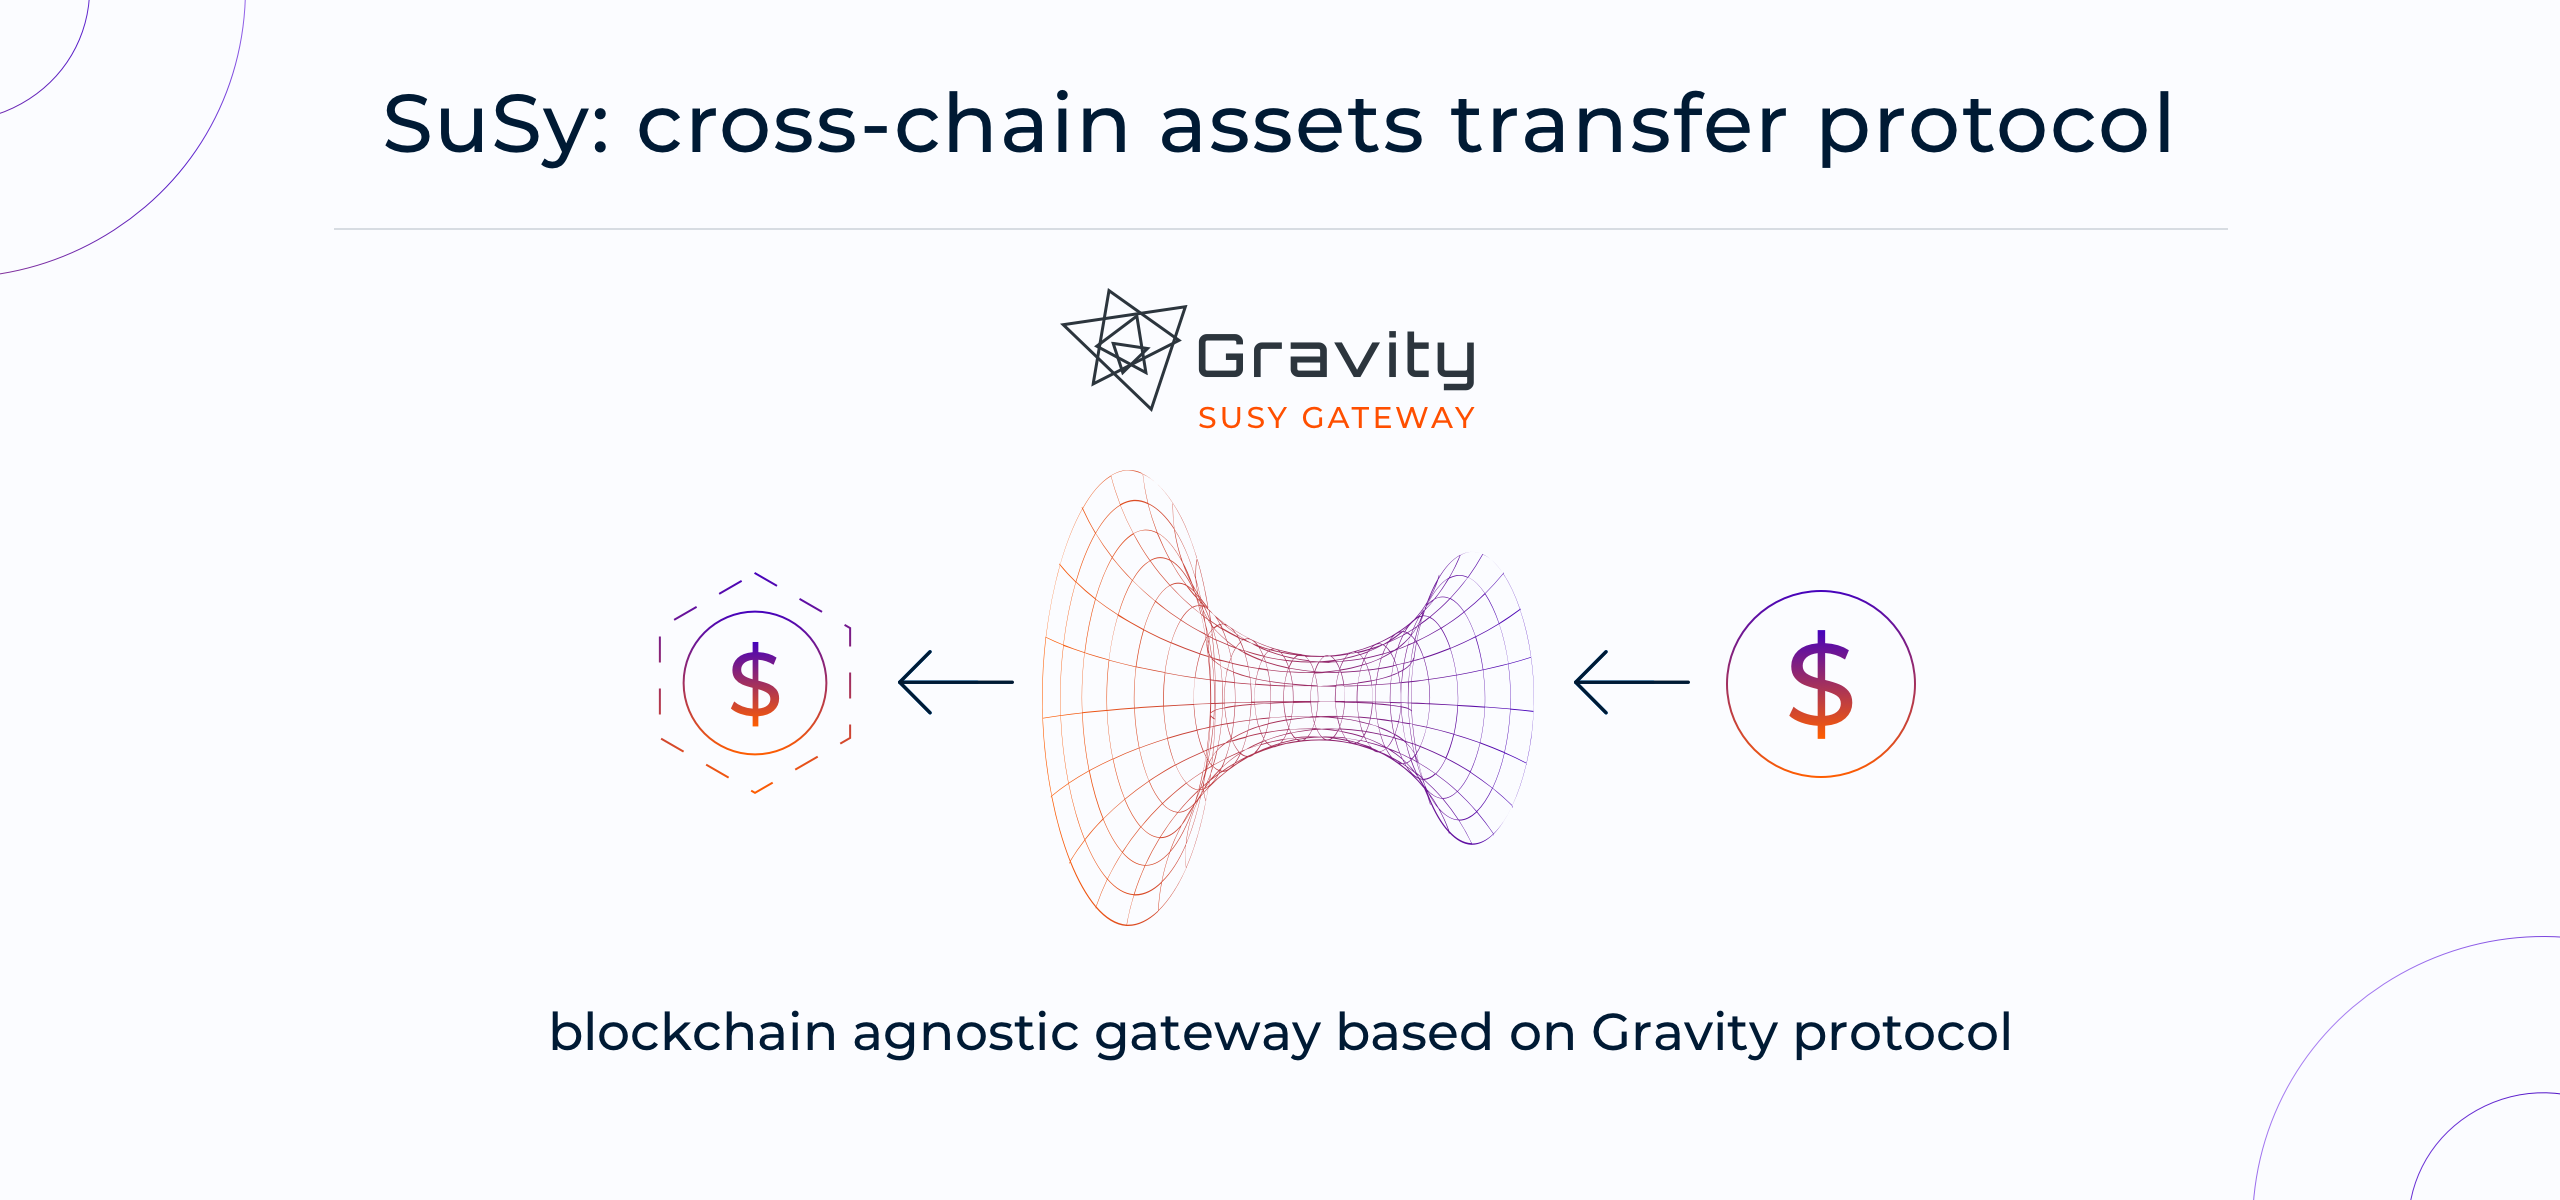 SuSy: cross-chain assets transfer protocol
Gravity
SUSY GATEWAY
$
$
blockchain agnostic gateway based on Gravity protocol